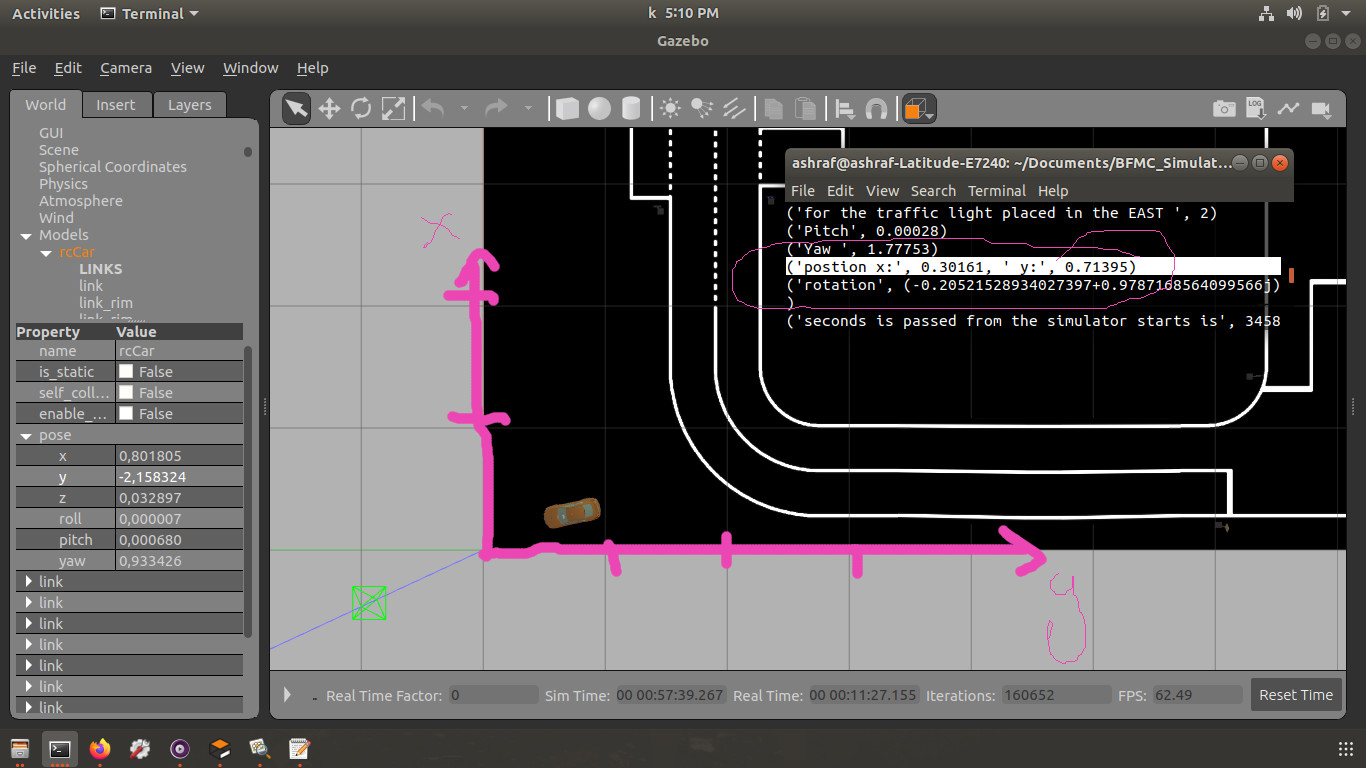 Activities Terminal k 5:10 PM
Gazebo
File Edit Camera View Window Help
World Insert Layers
GUI
Scene
Spherical Coordinates
Physics
Atmosphere
Wind
Models
rcCar
LINKS
link
link_rim
Property Value
name rcCar
is_static False
self_coll... False
enable_... False
pose
x 0,801805
y -2,158324
z 0,032897
roll 0,000007
pitch 0,000680
yaw 0,933426
link
link
link
link
link
link
link
LOG
ashraf@ashraf-Latitude-E7240: ~/Documents/BFMC_Simulat...
File Edit View Search Terminal Help
('for the traffic light placed in the EAST ', 2)
('Pitch', 0.00028)
('Yaw ', 1.77753)
('postion x:', 0.30161, ' y:', 0.71395)
('rotation', (-0.20521528934027397+0.9787168564099566j)
)
('seconds is passed from the simulator starts is', 3458
x
y
Real Time Factor: 0 Sim Time: 00 00:57:39.267 Real Time: 00 00:11:27.155 Iterations: 160652 FPS: 62.49 Reset Time